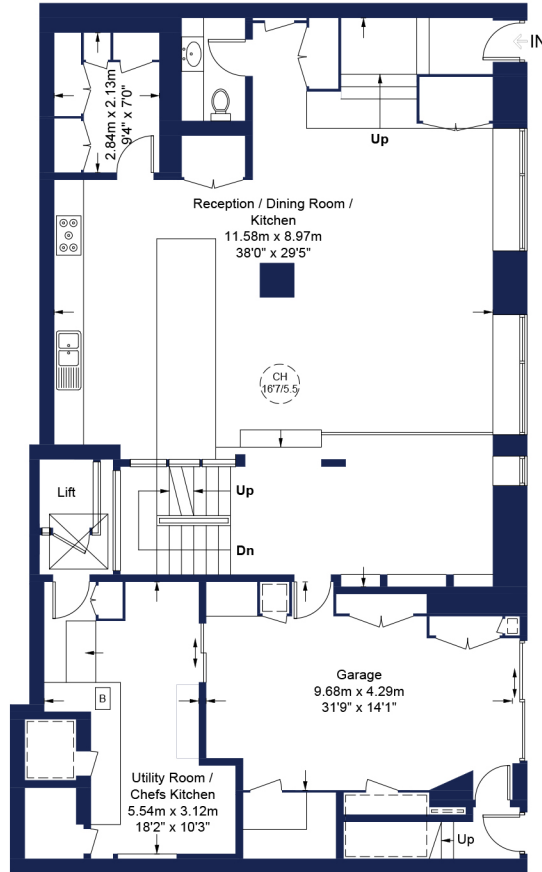 IN
2.84m x 2.13m
9'4" x 7'0"
Up
Reception / Dining Room /
Kitchen
11.58m x 8.97m
38'0" x 29'5"
CH
16'7/5.5
Lift
Up
Dn
Garage
9.68m x 4.29m
31'9" x 14'1"
B
Utility Room /
Chefs Kitchen
5.54m x 3.12m
18'2" x 10'3"
Up